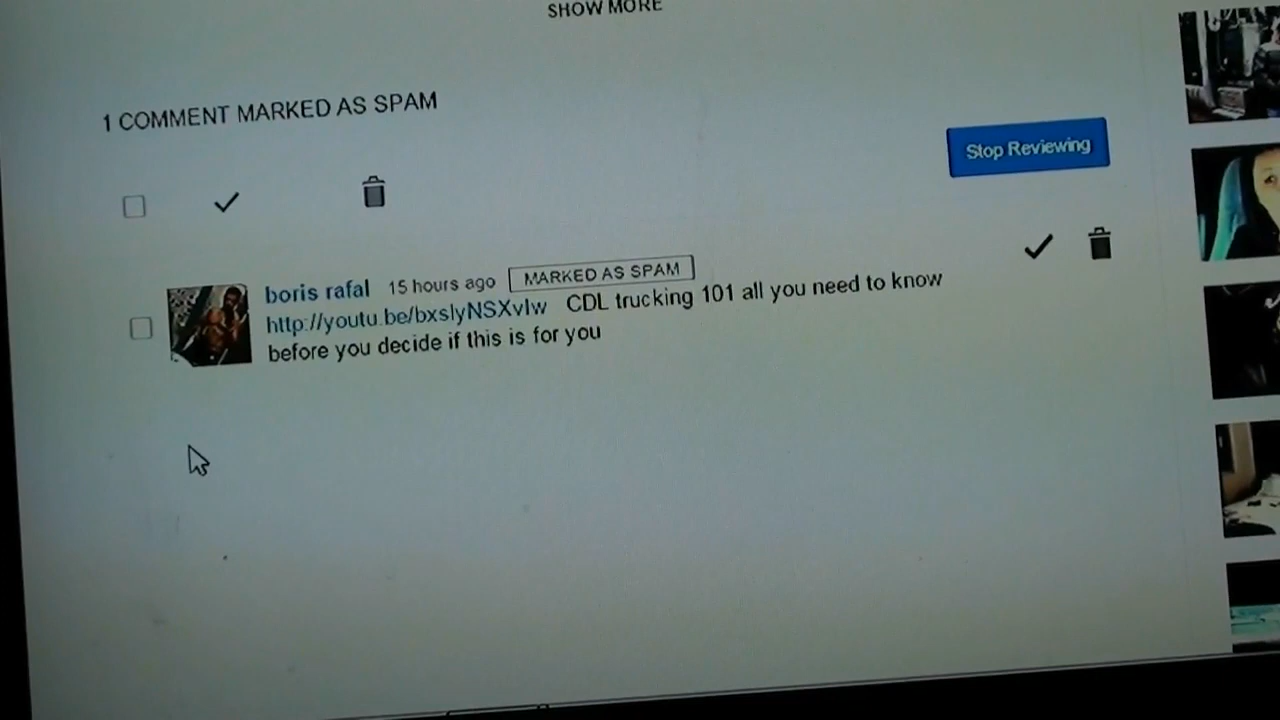 SHOW MORE
1 COMMENT MARKED AS SPAM
Stop Reviewing
boris rafal 15 hours ago MARKED AS SPAM
http://youtu.be/bxslyNSXvIw CDL trucking 101 all you need to know
before you decide if this is for you